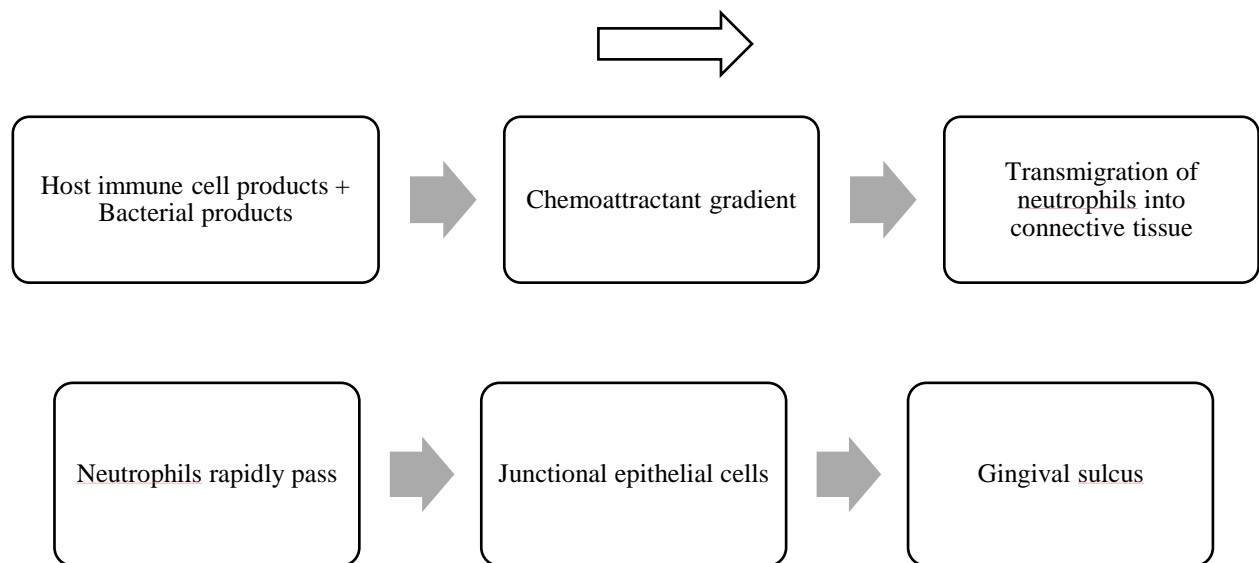 Host immune cell products +
Bacterial products
Chemoattractant gradient
Transmigration of
neutrophils into
connective tissue
Neutrophils rapidly pass
Junctional epithelial cells
Gingival sulcus